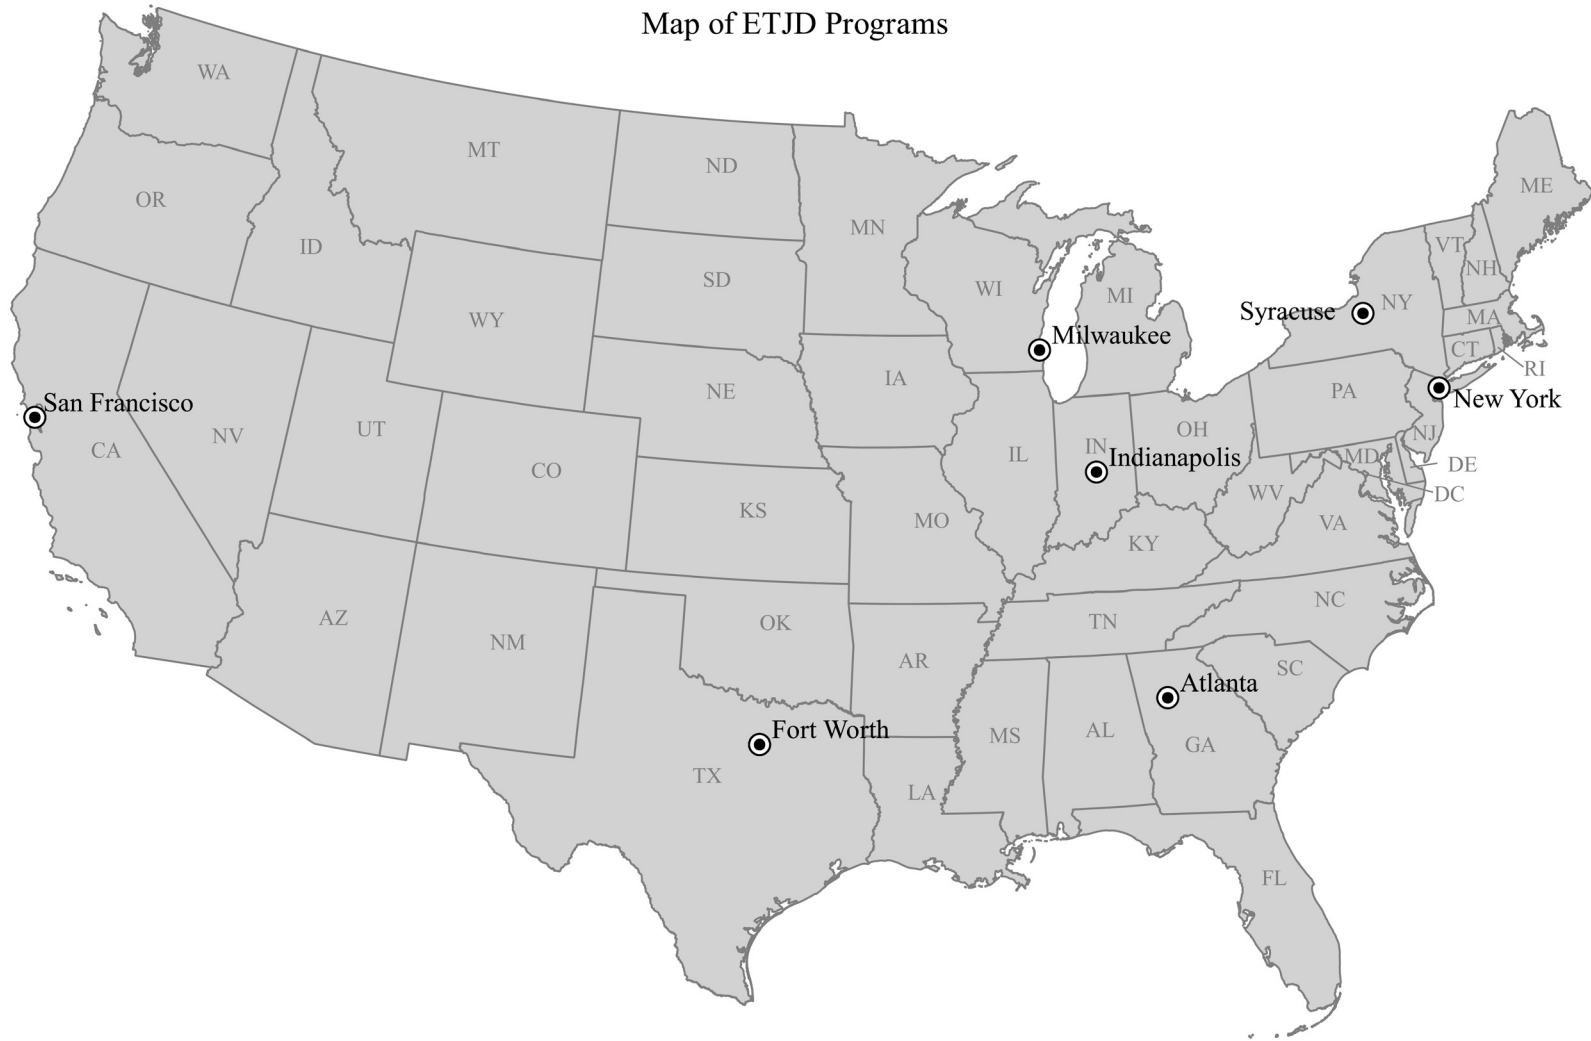 Map of ETJD Programs
WA
MT
ND
ME
OR
MN
ID
VT
NH
SD
WI
MI
NY
Syracuse
WY
MA
Milwaukee
CT
RI
IA
NE
PA
New York
San Francisco
UT
NV
OH
NJ
CA
IN
Indianapolis
IL
MD
DE
CO
WV
DC
KS
MO
VA
KY
NC
AZ
OK
TN
NM
AR
SC
Atlanta
Fort Worth
MS
AL
GA
TX
LA
FL